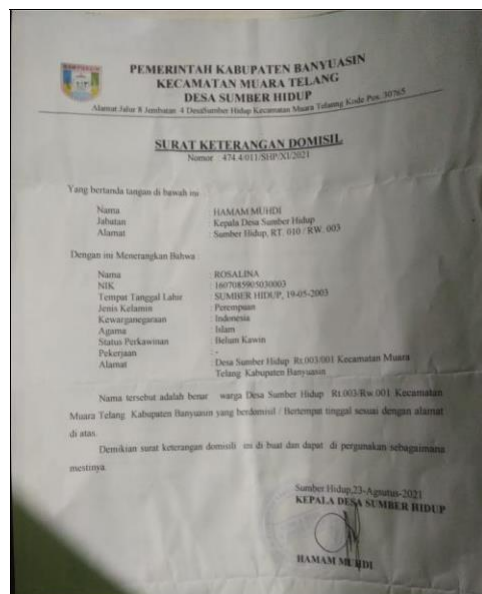 PEMERINTAH KABUPATEN BANYUASIN
KECAMATAN MUARA TELANG
DESA SUMBER HIDUP
Alamat Jalur 8 Jembatan 4 DesaSumber Hidup Kecamatan Muara Telanng Kode Pos. 30765
SURAT KETERANGAN DOMISIL
Nomor : 474.4/011/SHP/XI/2021
Yang bertanda tangan di bawah ini
Nama : HAMAM MUHDI
Jabatan : Kepala Desa Sumber Hidup
Alamat : Sumber Hidup, RT. 010 / RW. 003
Dengan ini Menerangkan Bahwa :
Nama : ROSALINA
NIK : 1607085905030003
Tempat Tanggal Lahir : SUMBER HIDUP, 19-05-2003
Jenis Kelamin : Perempuan
Kewarganegaraan : Indonesia
Agama : Islam
Status Perkawinan : Belum Kawin
Pekerjaan : -
Alamat : Desa Sumber Hidup Rt.003/001 Kecamatan Muara
Telang Kabupaten Banyuasin
Nama tersebut adalah benar warga Desa Sumber Hidup Rt.003/Rw.001 Kecamatan
Muara Telang Kabupaten Banyuasin yang berdomisil / Bertempat tinggal sesuai dengan alamat
di atas.
Demikian surat keterangan domisili ini di buat dan dapat di pergunakan sebagaimana
mestinya.
Sumber Hidup,23-Agustus-2021
KEPALA DESA SUMBER HIDUP
HAMAM MUHDI